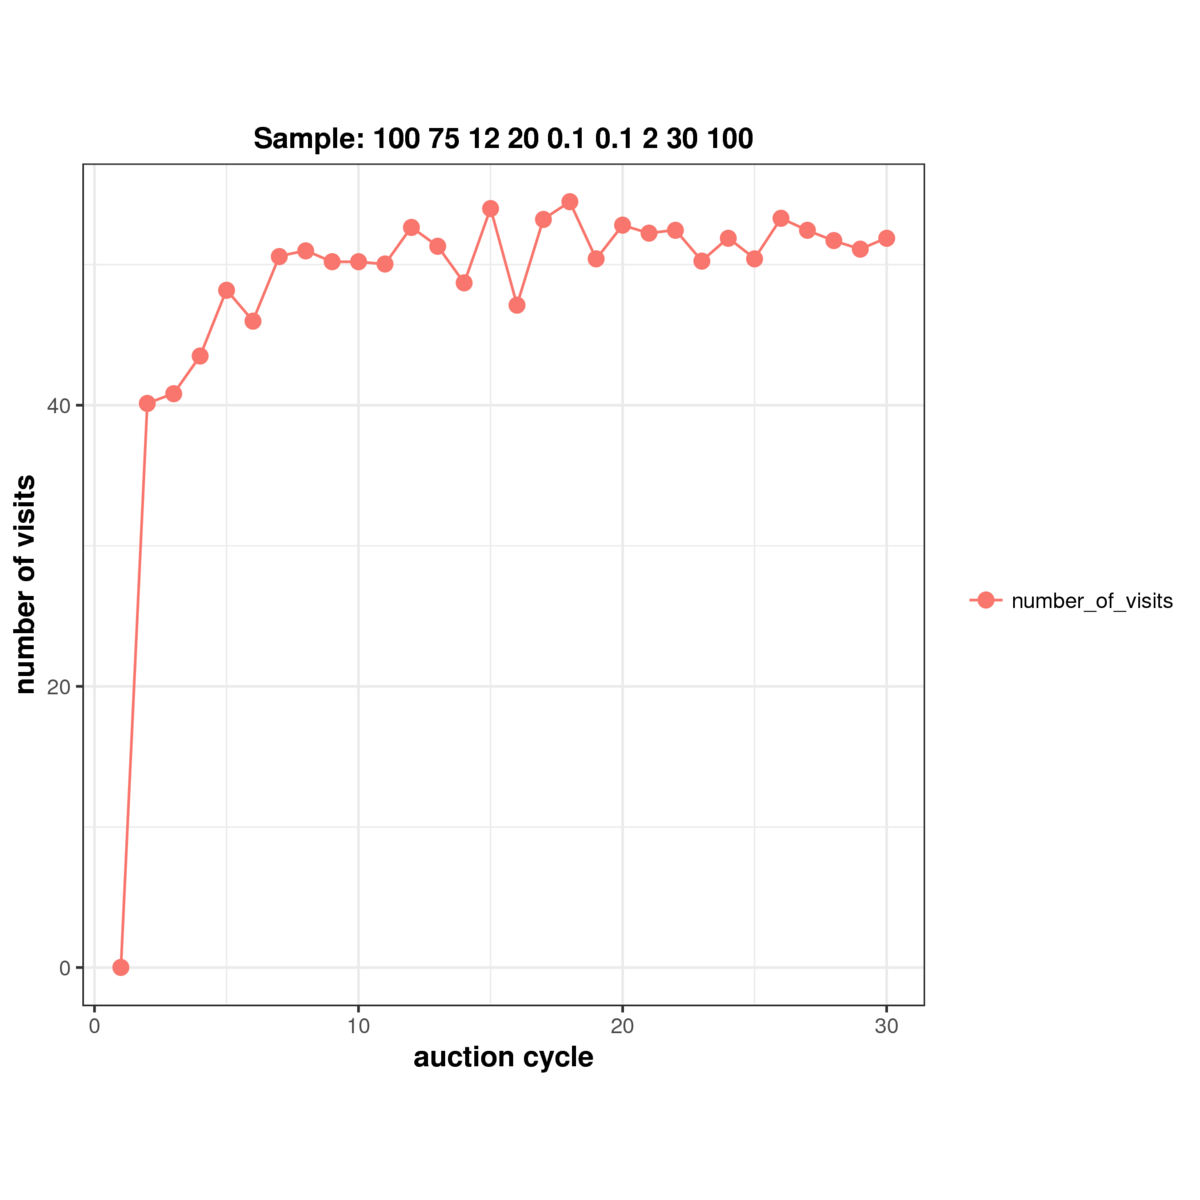 Sample: 100 75 12 20 0.1 0.1 2 30 100
number of visits
40
20
0
0 10 20 30
auction cycle
number_of_visits